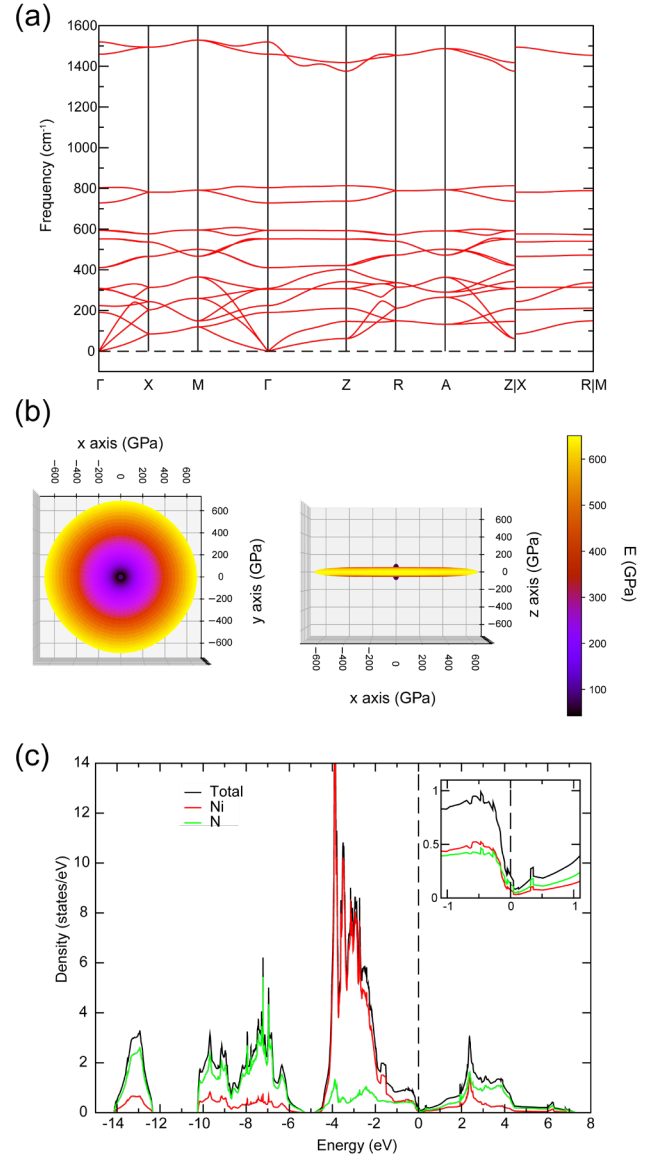 (a)
1600
1400
1200
1000
800
600
400
200
0
Frequency (cm⁻¹)
Γ X M Γ Z R A Z|X R|M
(b)
x axis (GPa)
−600 −400 −200 0 200 400 600
600
400
200
0
−200
−400
−600
y axis (GPa)
600
400
200
0
−200
−400
−600
z axis (GPa)
−600 −400 −200 0 200 400 600
x axis (GPa)
600
500
400
300
200
100
E (GPa)
(c)
14
12
10
8
6
4
2
0
Density (states/eV)
Total
Ni
N
1
0.5
0
-1 0 1
-14 -12 -10 -8 -6 -4 -2 0 2 4 6 8
Energy (eV)